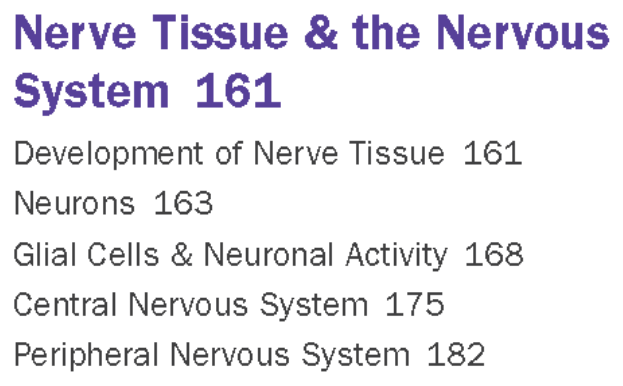 Nerve Tissue & the Nervous
System 161
Development of Nerve Tissue 161
Neurons 163
Glial Cells & Neuronal Activity 168
Central Nervous System 175
Peripheral Nervous System 182